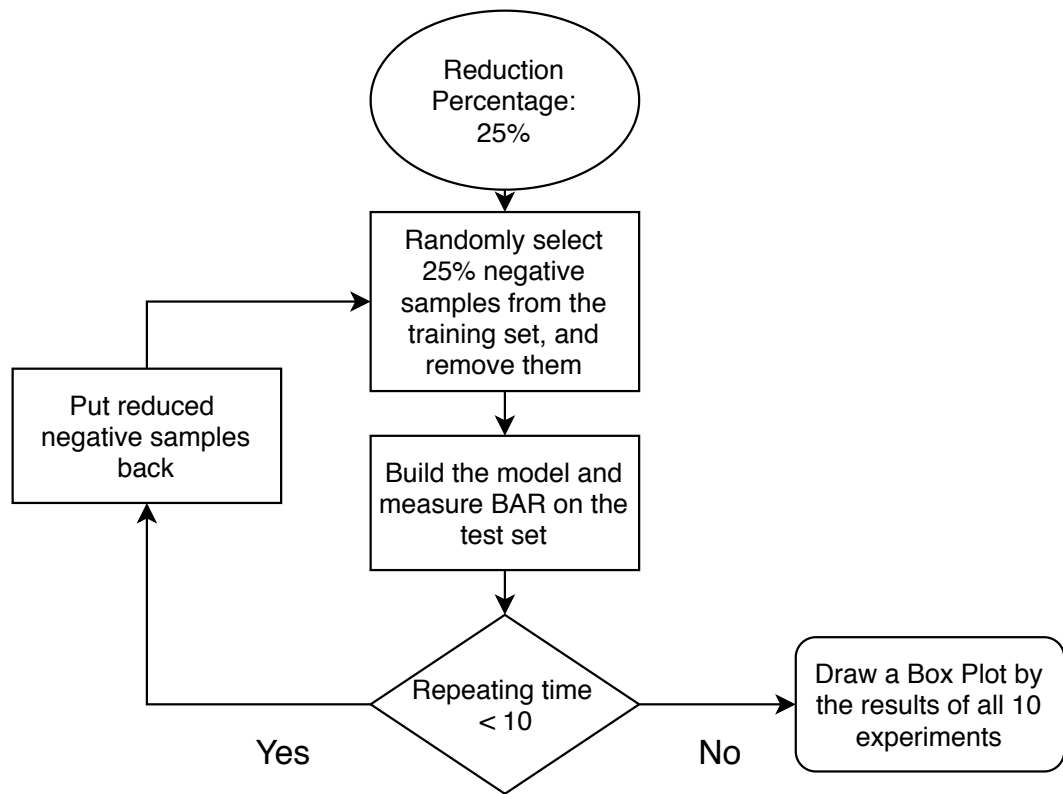 Reduction
Percentage:
25%
Randomly select
25% negative
samples from the
training set, and
remove them
Put reduced
negative samples
back
Build the model and
measure BAR on the
test set
Repeating time
< 10
Yes
No
Draw a Box Plot by
the results of all 10
experiments